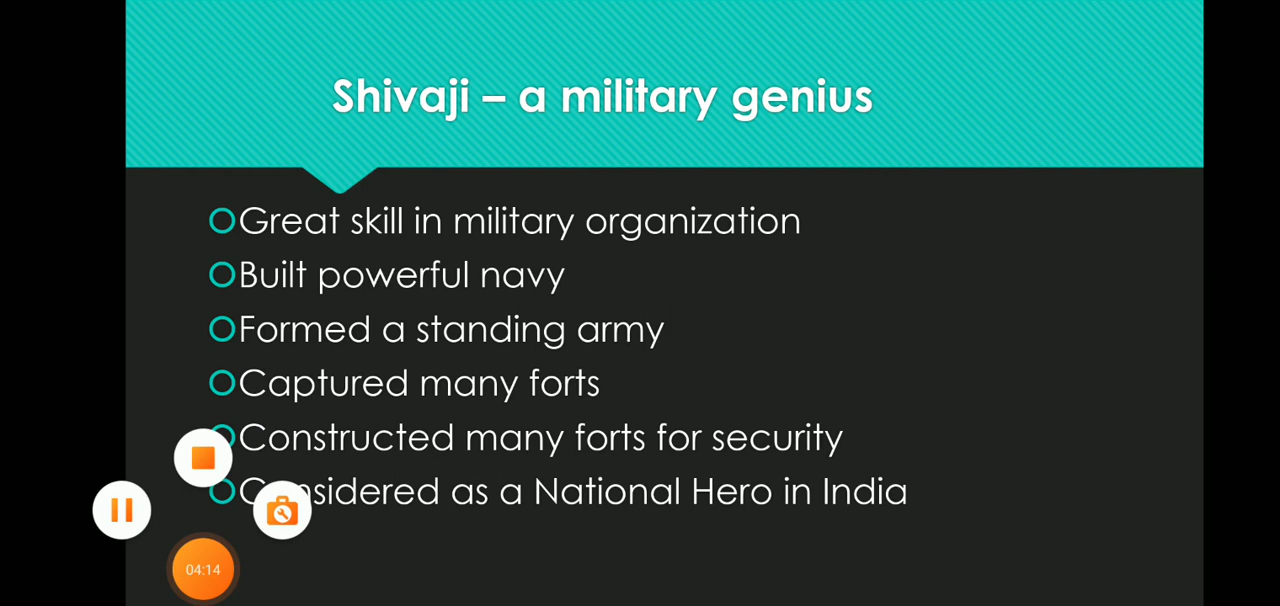 Shivaji – a military genius
Great skill in military organization
Built powerful navy
Formed a standing army
Captured many forts
Constructed many forts for security
Considered as a National Hero in India
04:14